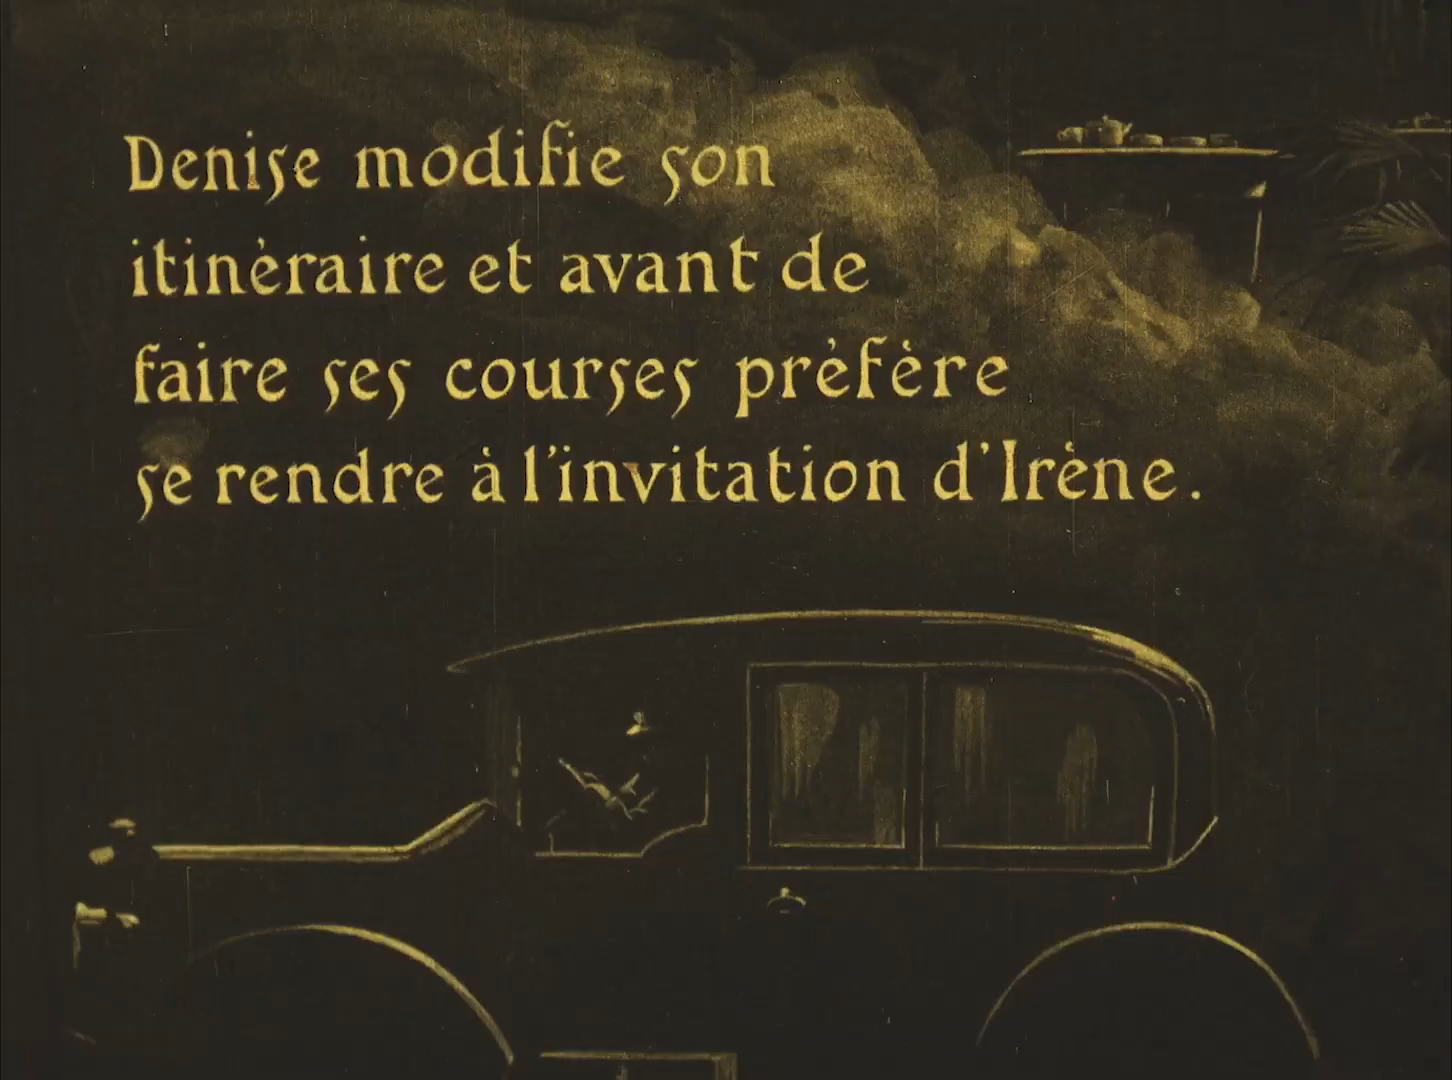 Denise modifie son
itinéraire et avant de
faire ses courses préfère
se rendre à l'invitation d'Irène.